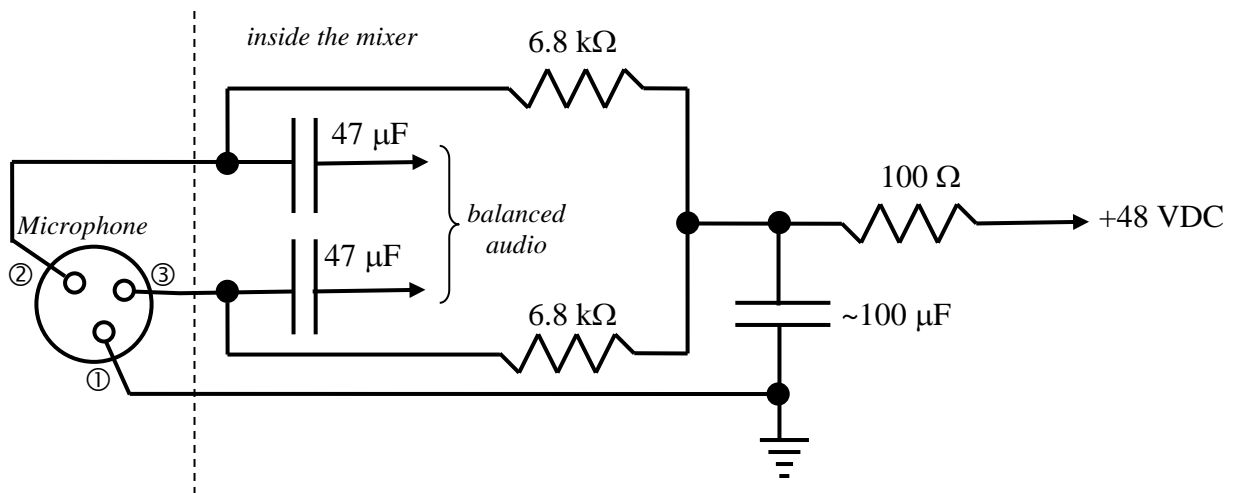 inside the mixer
6.8 kΩ
47 μF
100 Ω
+48 VDC
Microphone
balanced
audio
②
③
47 μF
6.8 kΩ
~100 μF
①